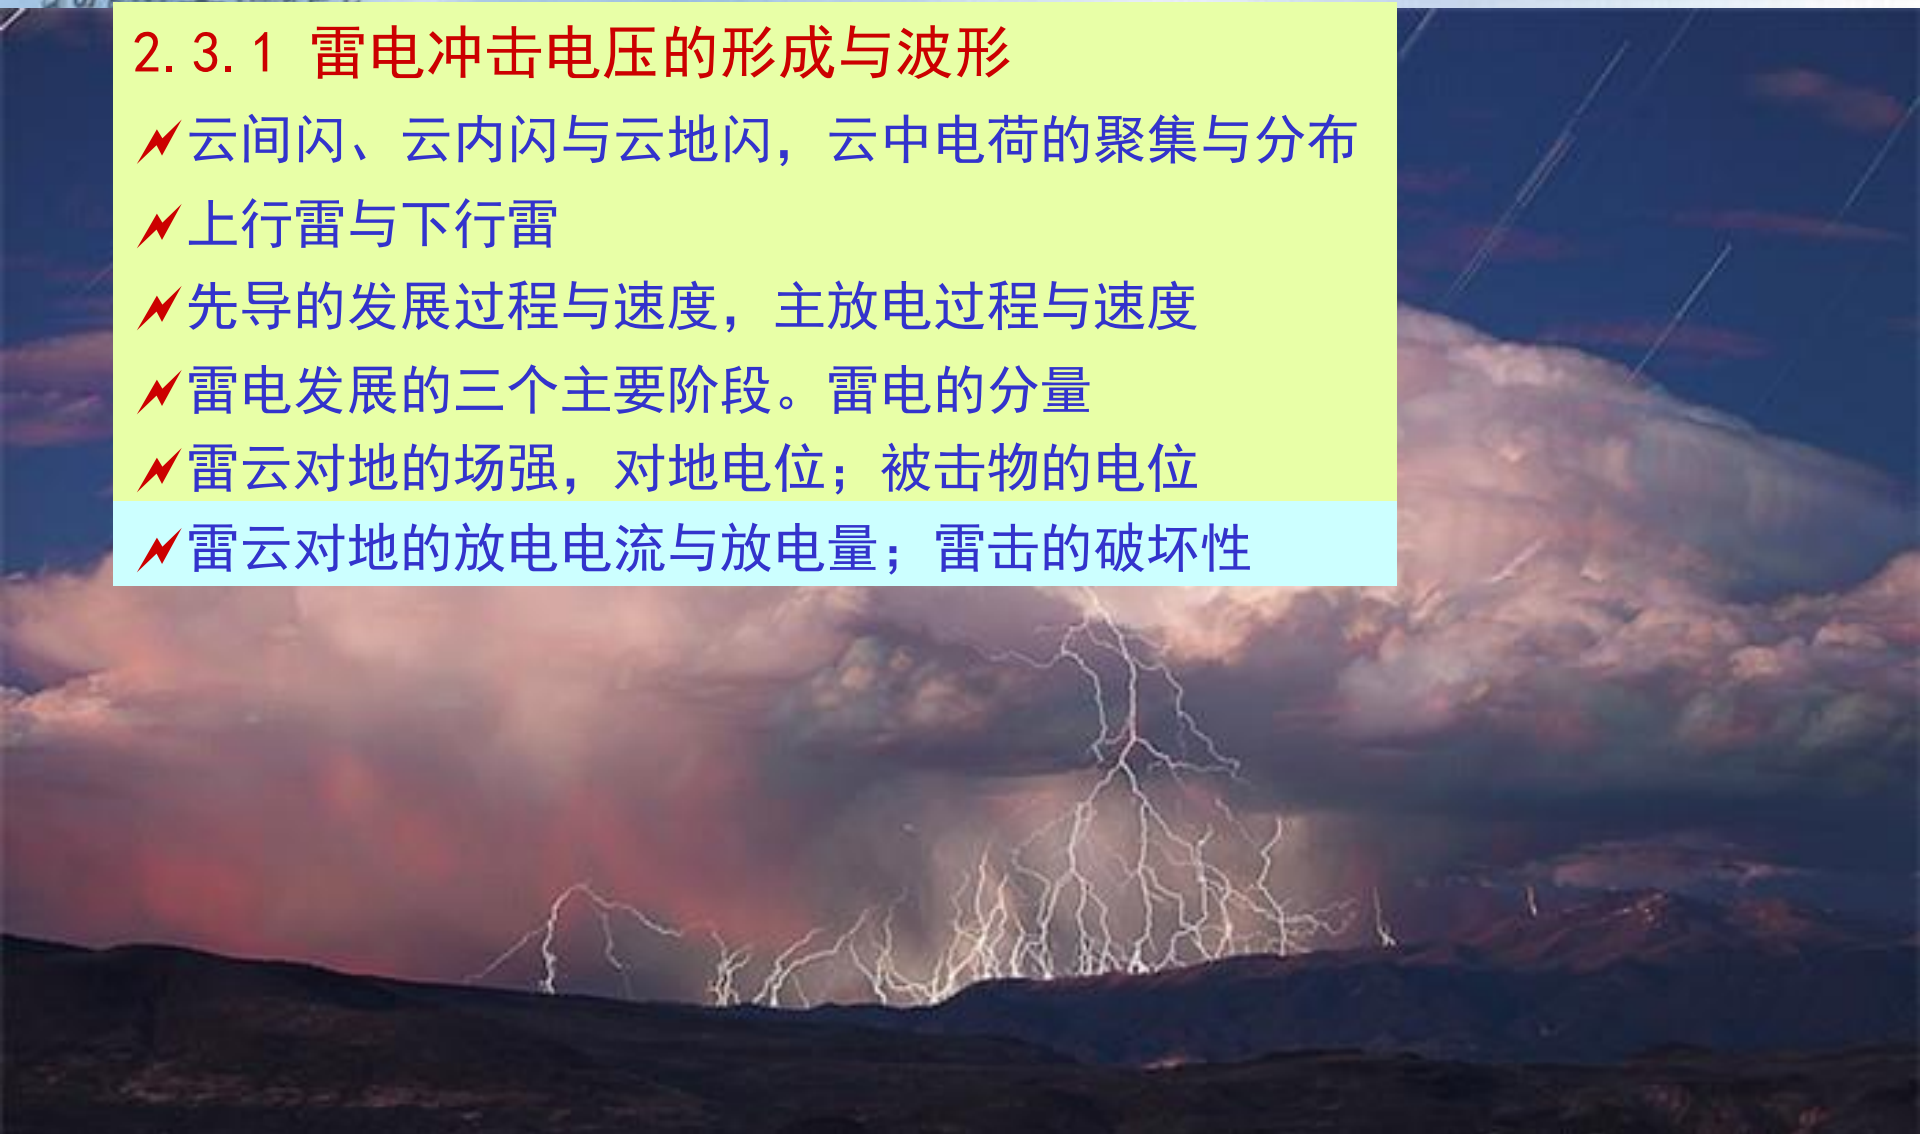 2.3.1 雷电冲击电压的形成与波形
云间闪、云内闪与云地闪，云中电荷的聚集与分布
上行雷与下行雷
先导的发展过程与速度，主放电过程与速度
雷电发展的三个主要阶段。雷电的分量
雷云对地的场强，对地电位；被击物的电位
雷云对地的放电电流与放电量；雷击的破坏性